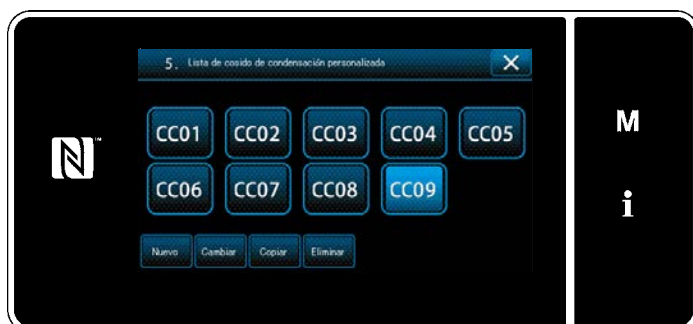 5. Lista de cosido de condensación personalizada
CC01 CC02 CC03 CC04 CC05
M
CC06 CC07 CC08 CC09
i
Nuevo Cambiar Copiar Eliminar